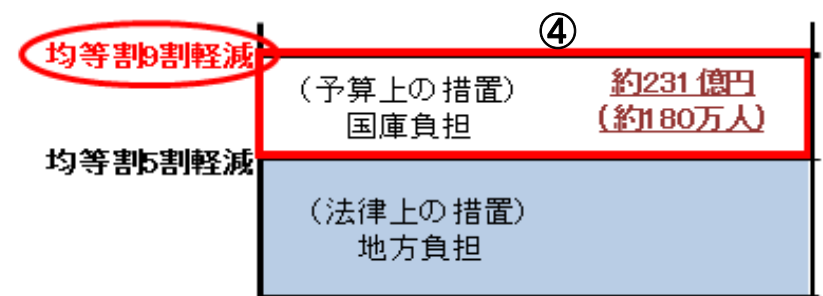 ④
均等割9割軽減
(予算上の措置) 約231億円
国庫負担 (約180万人)
均等割5割軽減
(法律上の措置)
地方負担